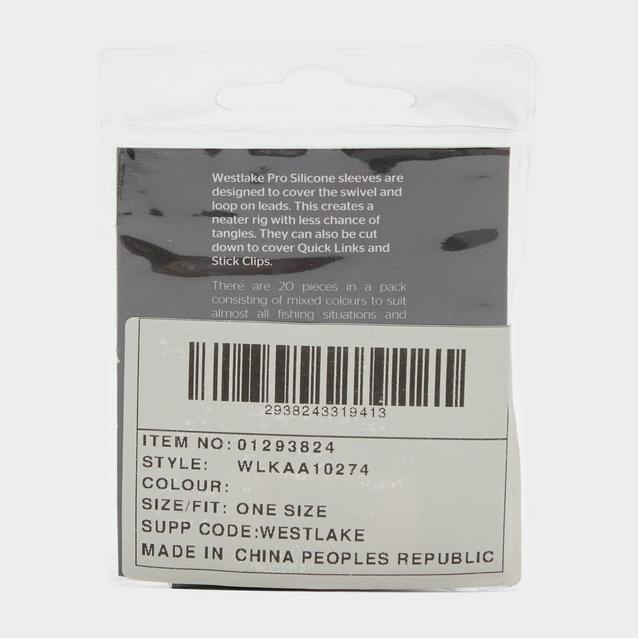 Westlake Pro Silicone sleeves are
designed to cover the swivel and
loop on leads. This creates a
neater rig with less chance of
tangles. They can also be cut
down to cover Quick Links and
Stick Clips.
There are 20 pieces in a pack
consisting of mixed colours to suit
almost all fishing situations and
2938243319413
ITEM NO: 01293824
STYLE: WLKAA10274
COLOUR:
SIZE/FIT: ONE SIZE
SUPP CODE:WESTLAKE
MADE IN CHINA PEOPLES REPUBLIC